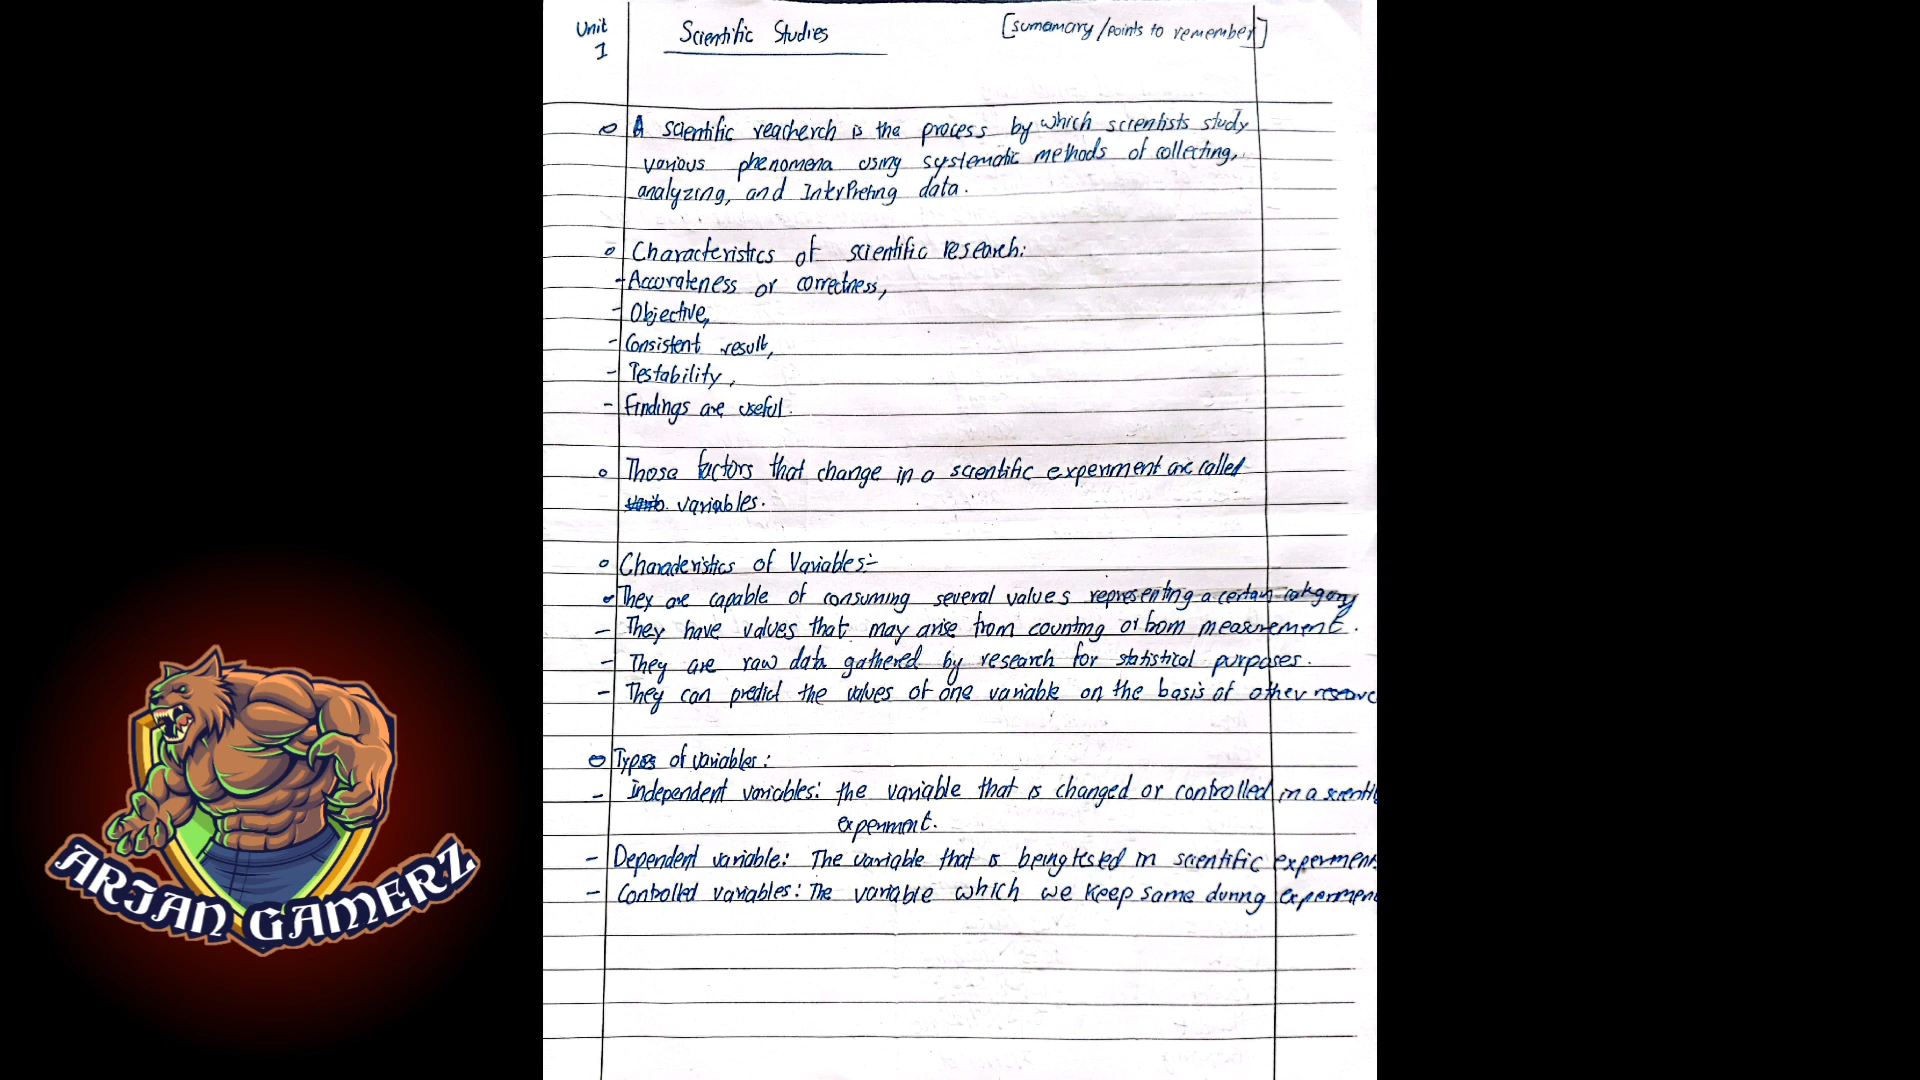 Unit
1
Scientific Studies
[sumamary/points to remember]
A scientific reacherch is the process by which scientists study
various phenomena using systematic methods of collecting,
analyzing, and Interpreting data.
Characteristics of scientific research:
- Accurateness or correctness,
- Objective,
- Consistent result,
- Testability,
- Findings are useful.
Those factors that change in a scientific experiment are called
variables.
Characteristics of Variables:-
They are capable of consuming several values representing a certain category
- They have values that may arise from counting or from measurement.
- They are raw data gathered by research for statistical purposes.
- They can predict the values of one variable on the basis of other
Types of variables:
- Independent variables: the variable that is changed or controlled in a
experiment.
- Dependent variable: The variable that is being tested in scientific
- Controlled variables: The variable which we keep same during
ARJAN GAMERZ